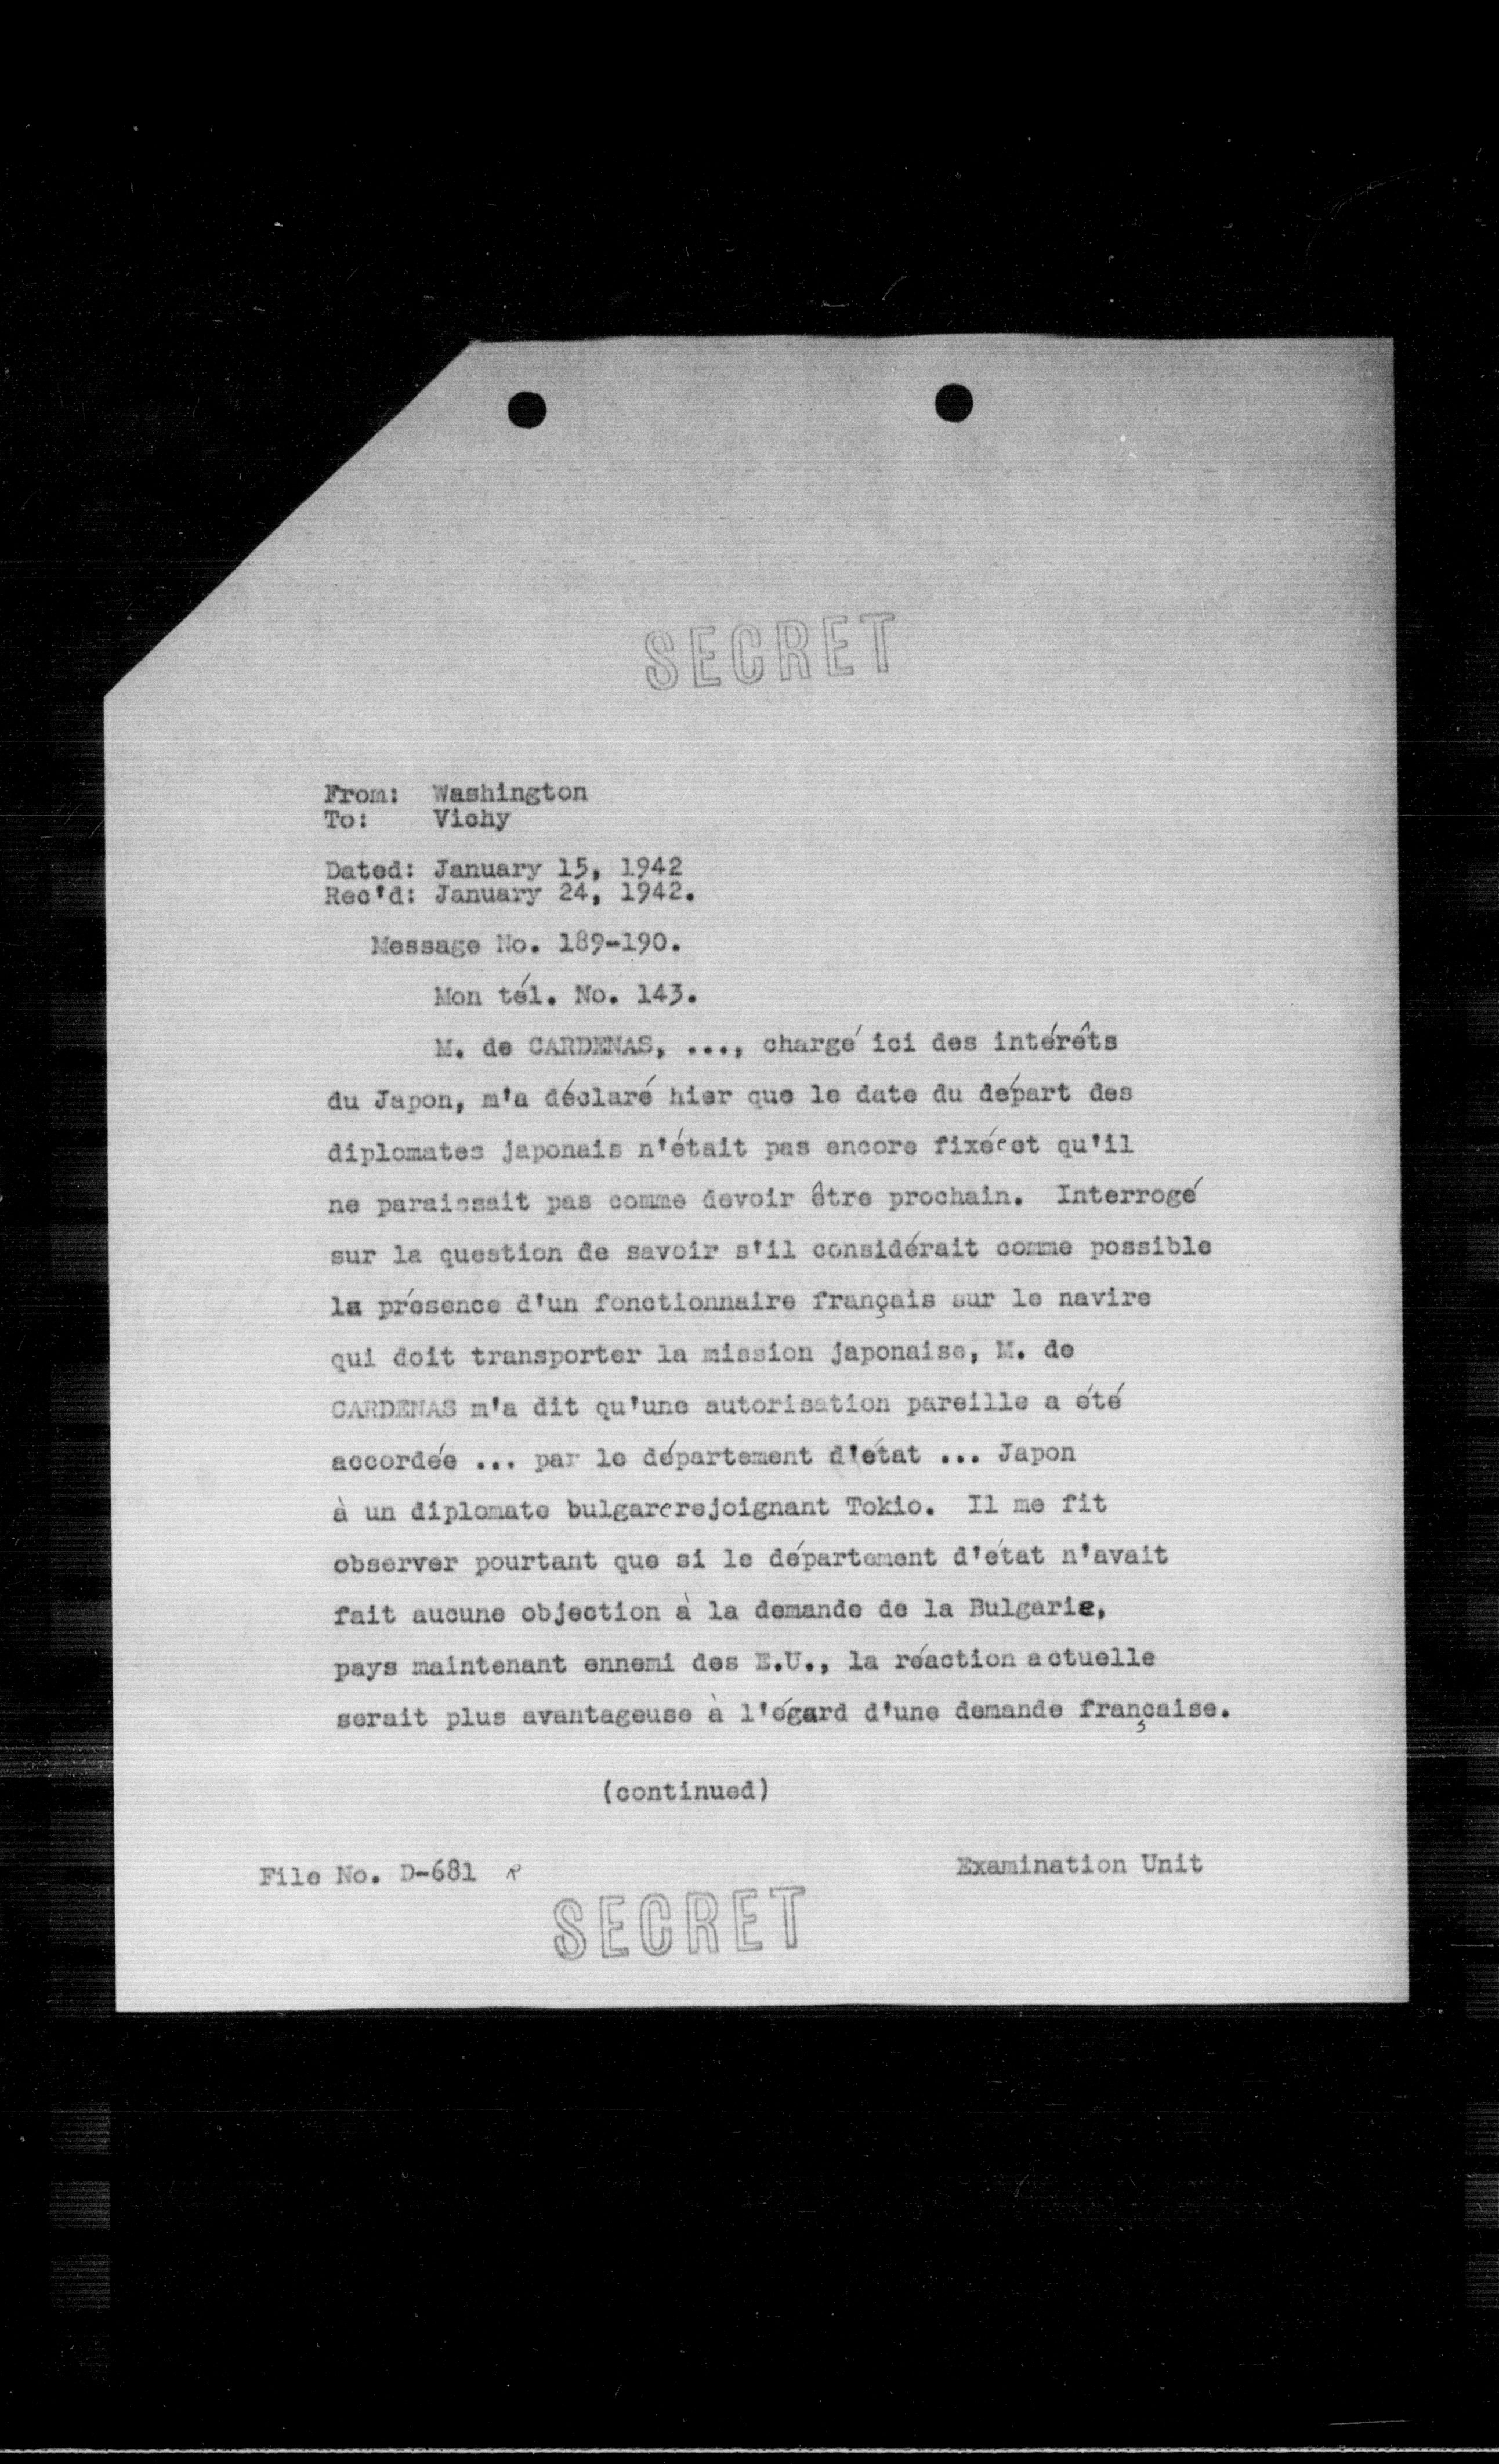 SECRET
From: Washington
To: Vichy
Dated: January 15, 1942
Rec'd: January 24, 1942.
Message No. 189-190.
Mon tél. No. 143.
M. de CARDENAS, ..., chargé ici des intérêts
du Japon, m'a déclaré hier que le date du départ des
diplomates japonais n'était pas encore fixée et qu'il
ne paraissait pas comme devoir être prochain. Interrogé
sur la question de savoir s'il considérait comme possible
la présence d'un fonctionnaire français sur le navire
qui doit transporter la mission japonaise, M. de
CARDENAS m'a dit qu'une autorisation pareille a été
accordée ... par le département d'état ... Japon
à un diplomate bulgare rejoignant Tokio. Il me fit
observer pourtant que si le département d'état n'avait
fait aucune objection à la demande de la Bulgarie,
pays maintenant ennemi des E.U., la réaction actuelle
serait plus avantageuse à l'égard d'une demande française.
(continued)
File No. D-681 R
Examination Unit
SECRET